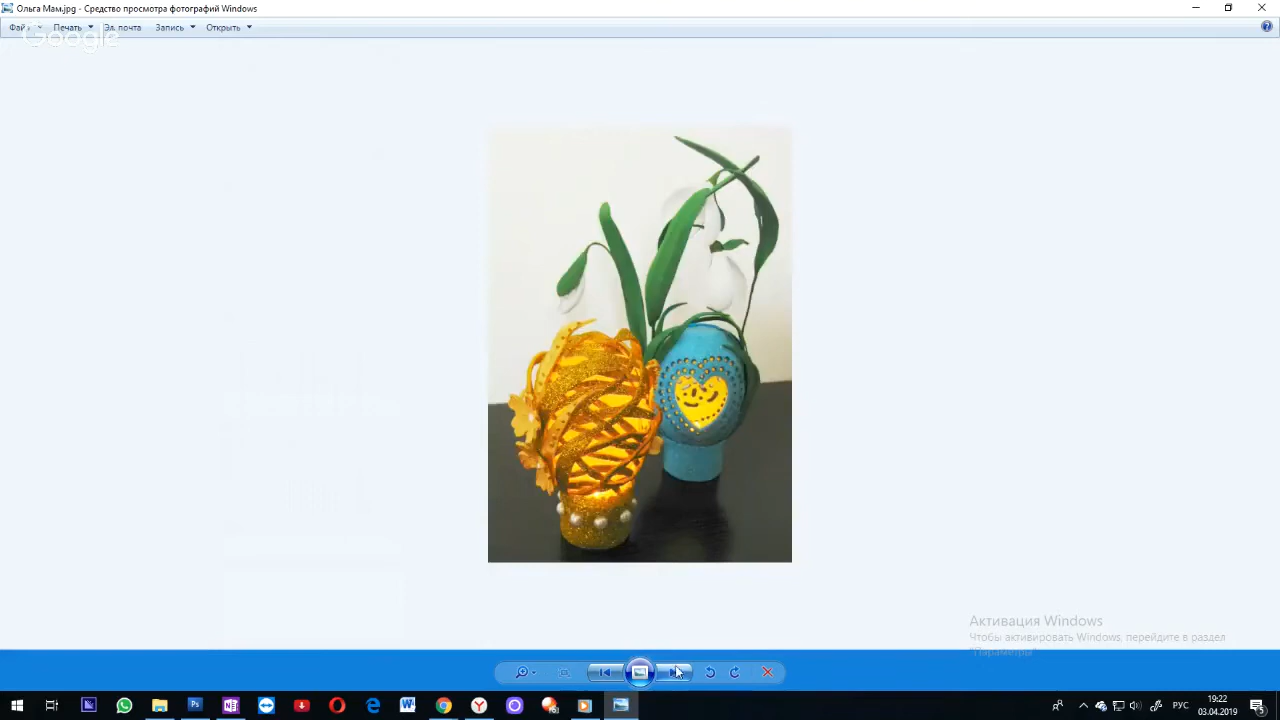 Ольга Мам.jpg - Средство просмотра фотографий Windows
Файл Печать Эл. почта Запись Открыть
Google
Активация Windows
Чтобы активировать Windows, перейдите в раздел
"Параметры"
19:22
РУС
03.04.2019